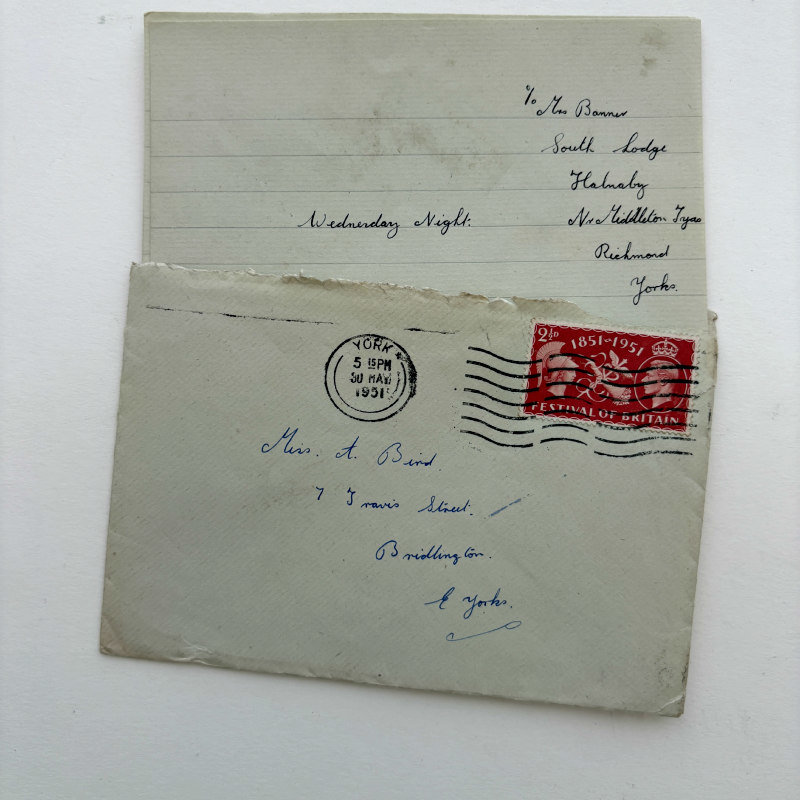 c/o Mrs Banner
South Lodge
Halnaby
Wednesday Night. Nr Middleton Tyas
Richmond
Yorks.
YORK
5 15 PM
30 MAY
1951
2½D
1851-1951
FESTIVAL OF BRITAIN
Miss. A. Bird.
7 Travis Street.
Bridlington.
E Yorks.